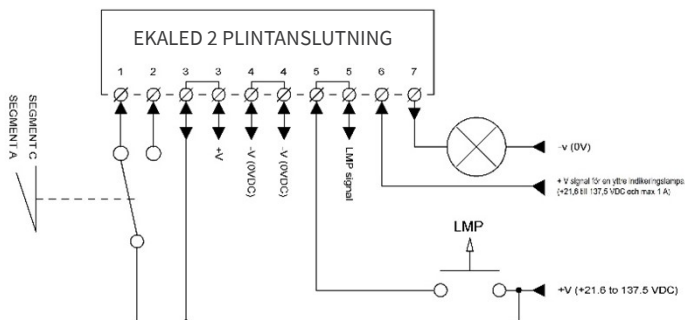 EKALED 2 PLINTANSLUTNING
1 2 3 3 4 4 5 5 6 7
SEGMENT C
SEGMENT A
+V
-V (0VDC)
-V (0VDC)
LMP signal
-v (0V)
+ V signal för en yttre indikeringslampa
(+21,6 till 137,5 VDC och max 1 A)
LMP
+V (+21.6 to 137.5 VDC)